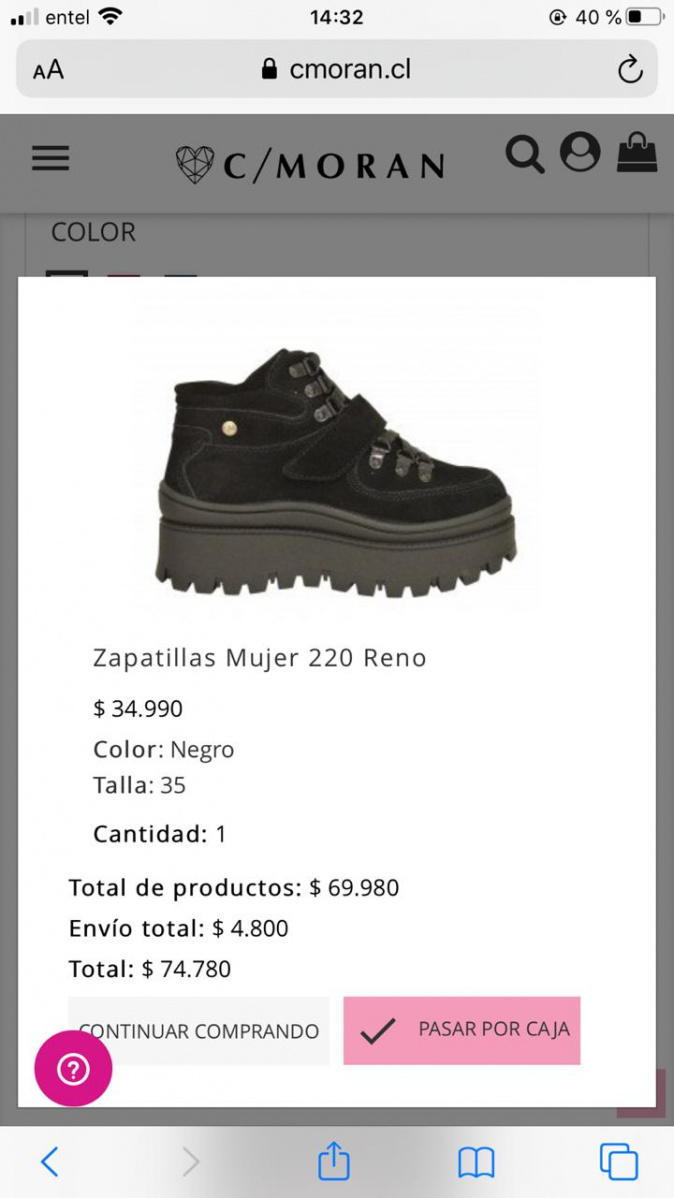 entel 14:32 40 %
AA cmoran.cl
C/MORAN
COLOR
Zapatillas Mujer 220 Reno
$ 34.990
Color: Negro
Talla: 35
Cantidad: 1
Total de productos: $ 69.980
Envío total: $ 4.800
Total: $ 74.780
CONTINUAR COMPRANDO PASAR POR CAJA
?